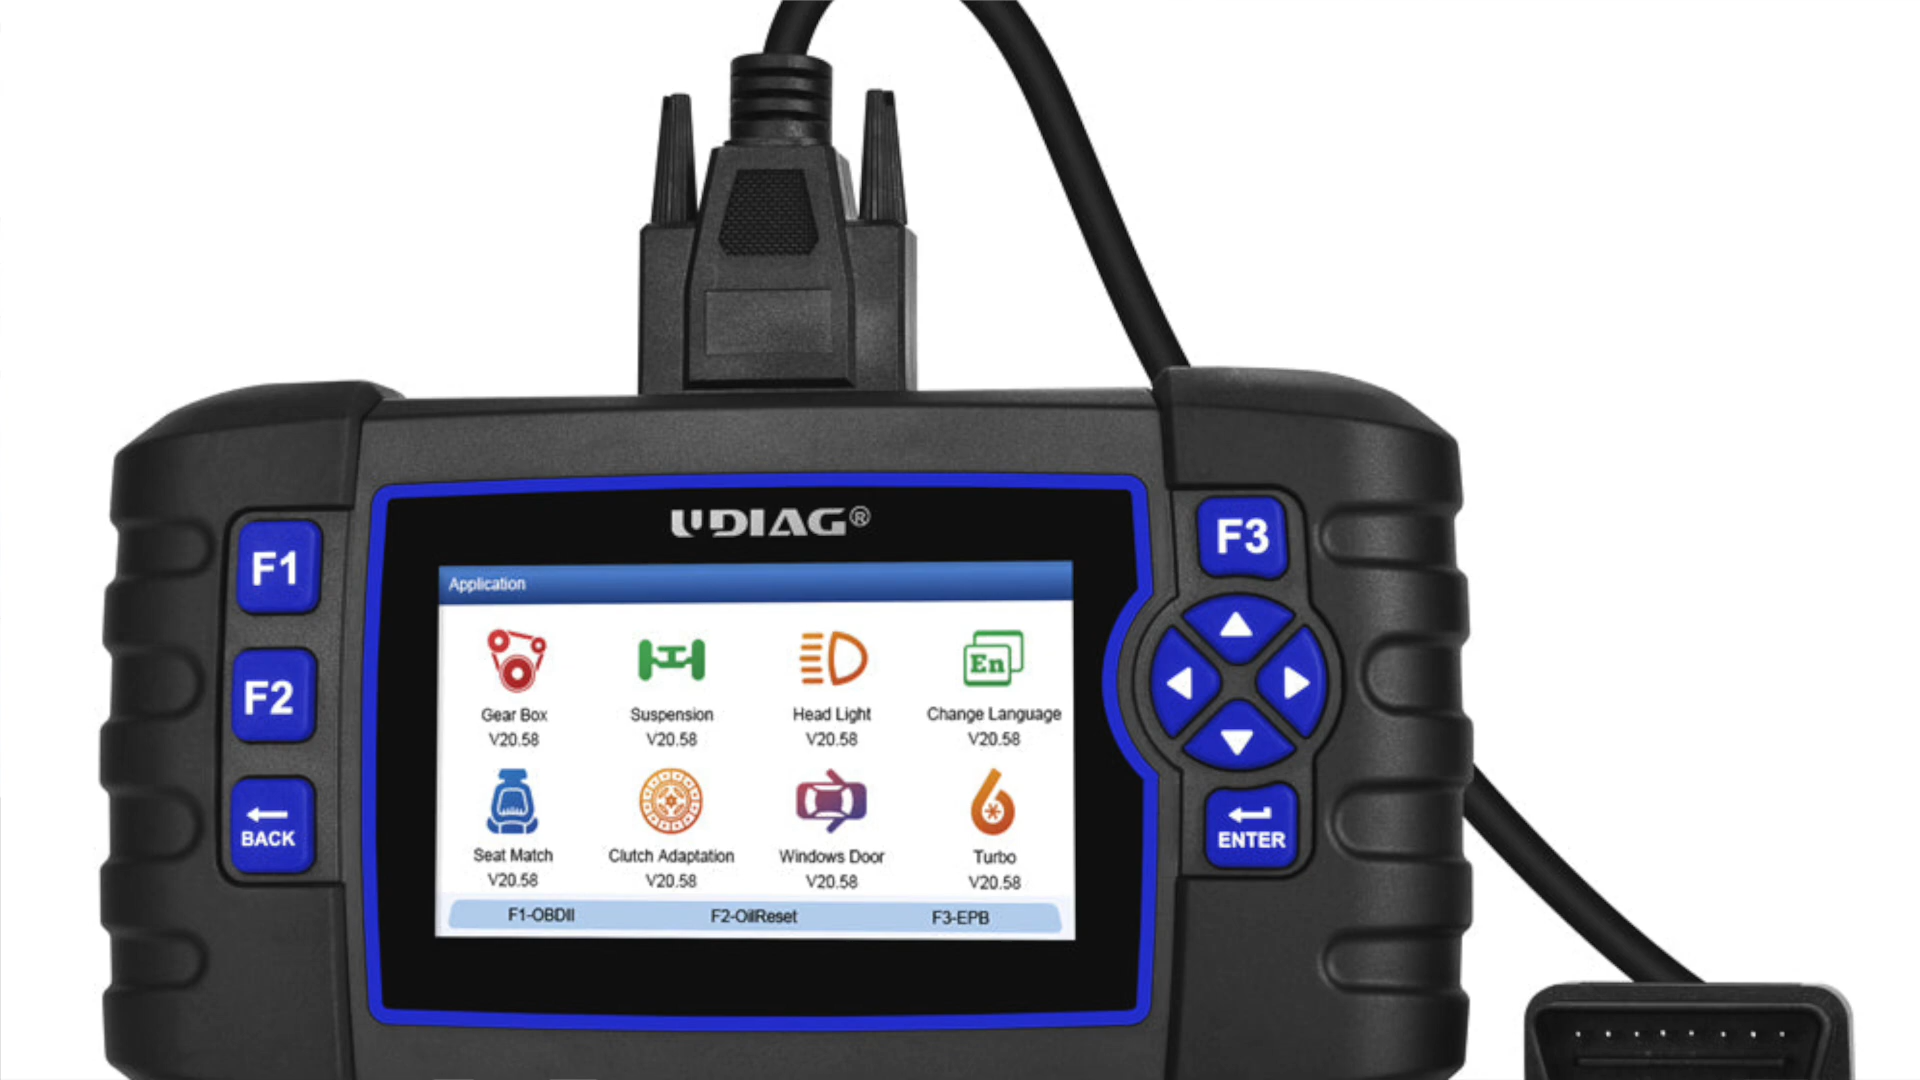 UDIAG®
F1
F2
← BACK
F3
ENTER
Application
En
Gear Box
V20.58
Suspension
V20.58
Head Light
V20.58
Change Language
V20.58
Seat Match
V20.58
Clutch Adaptation
V20.58
Windows Door
V20.58
Turbo
V20.58
F1-OBDII
F2-OilReset
F3-EPB